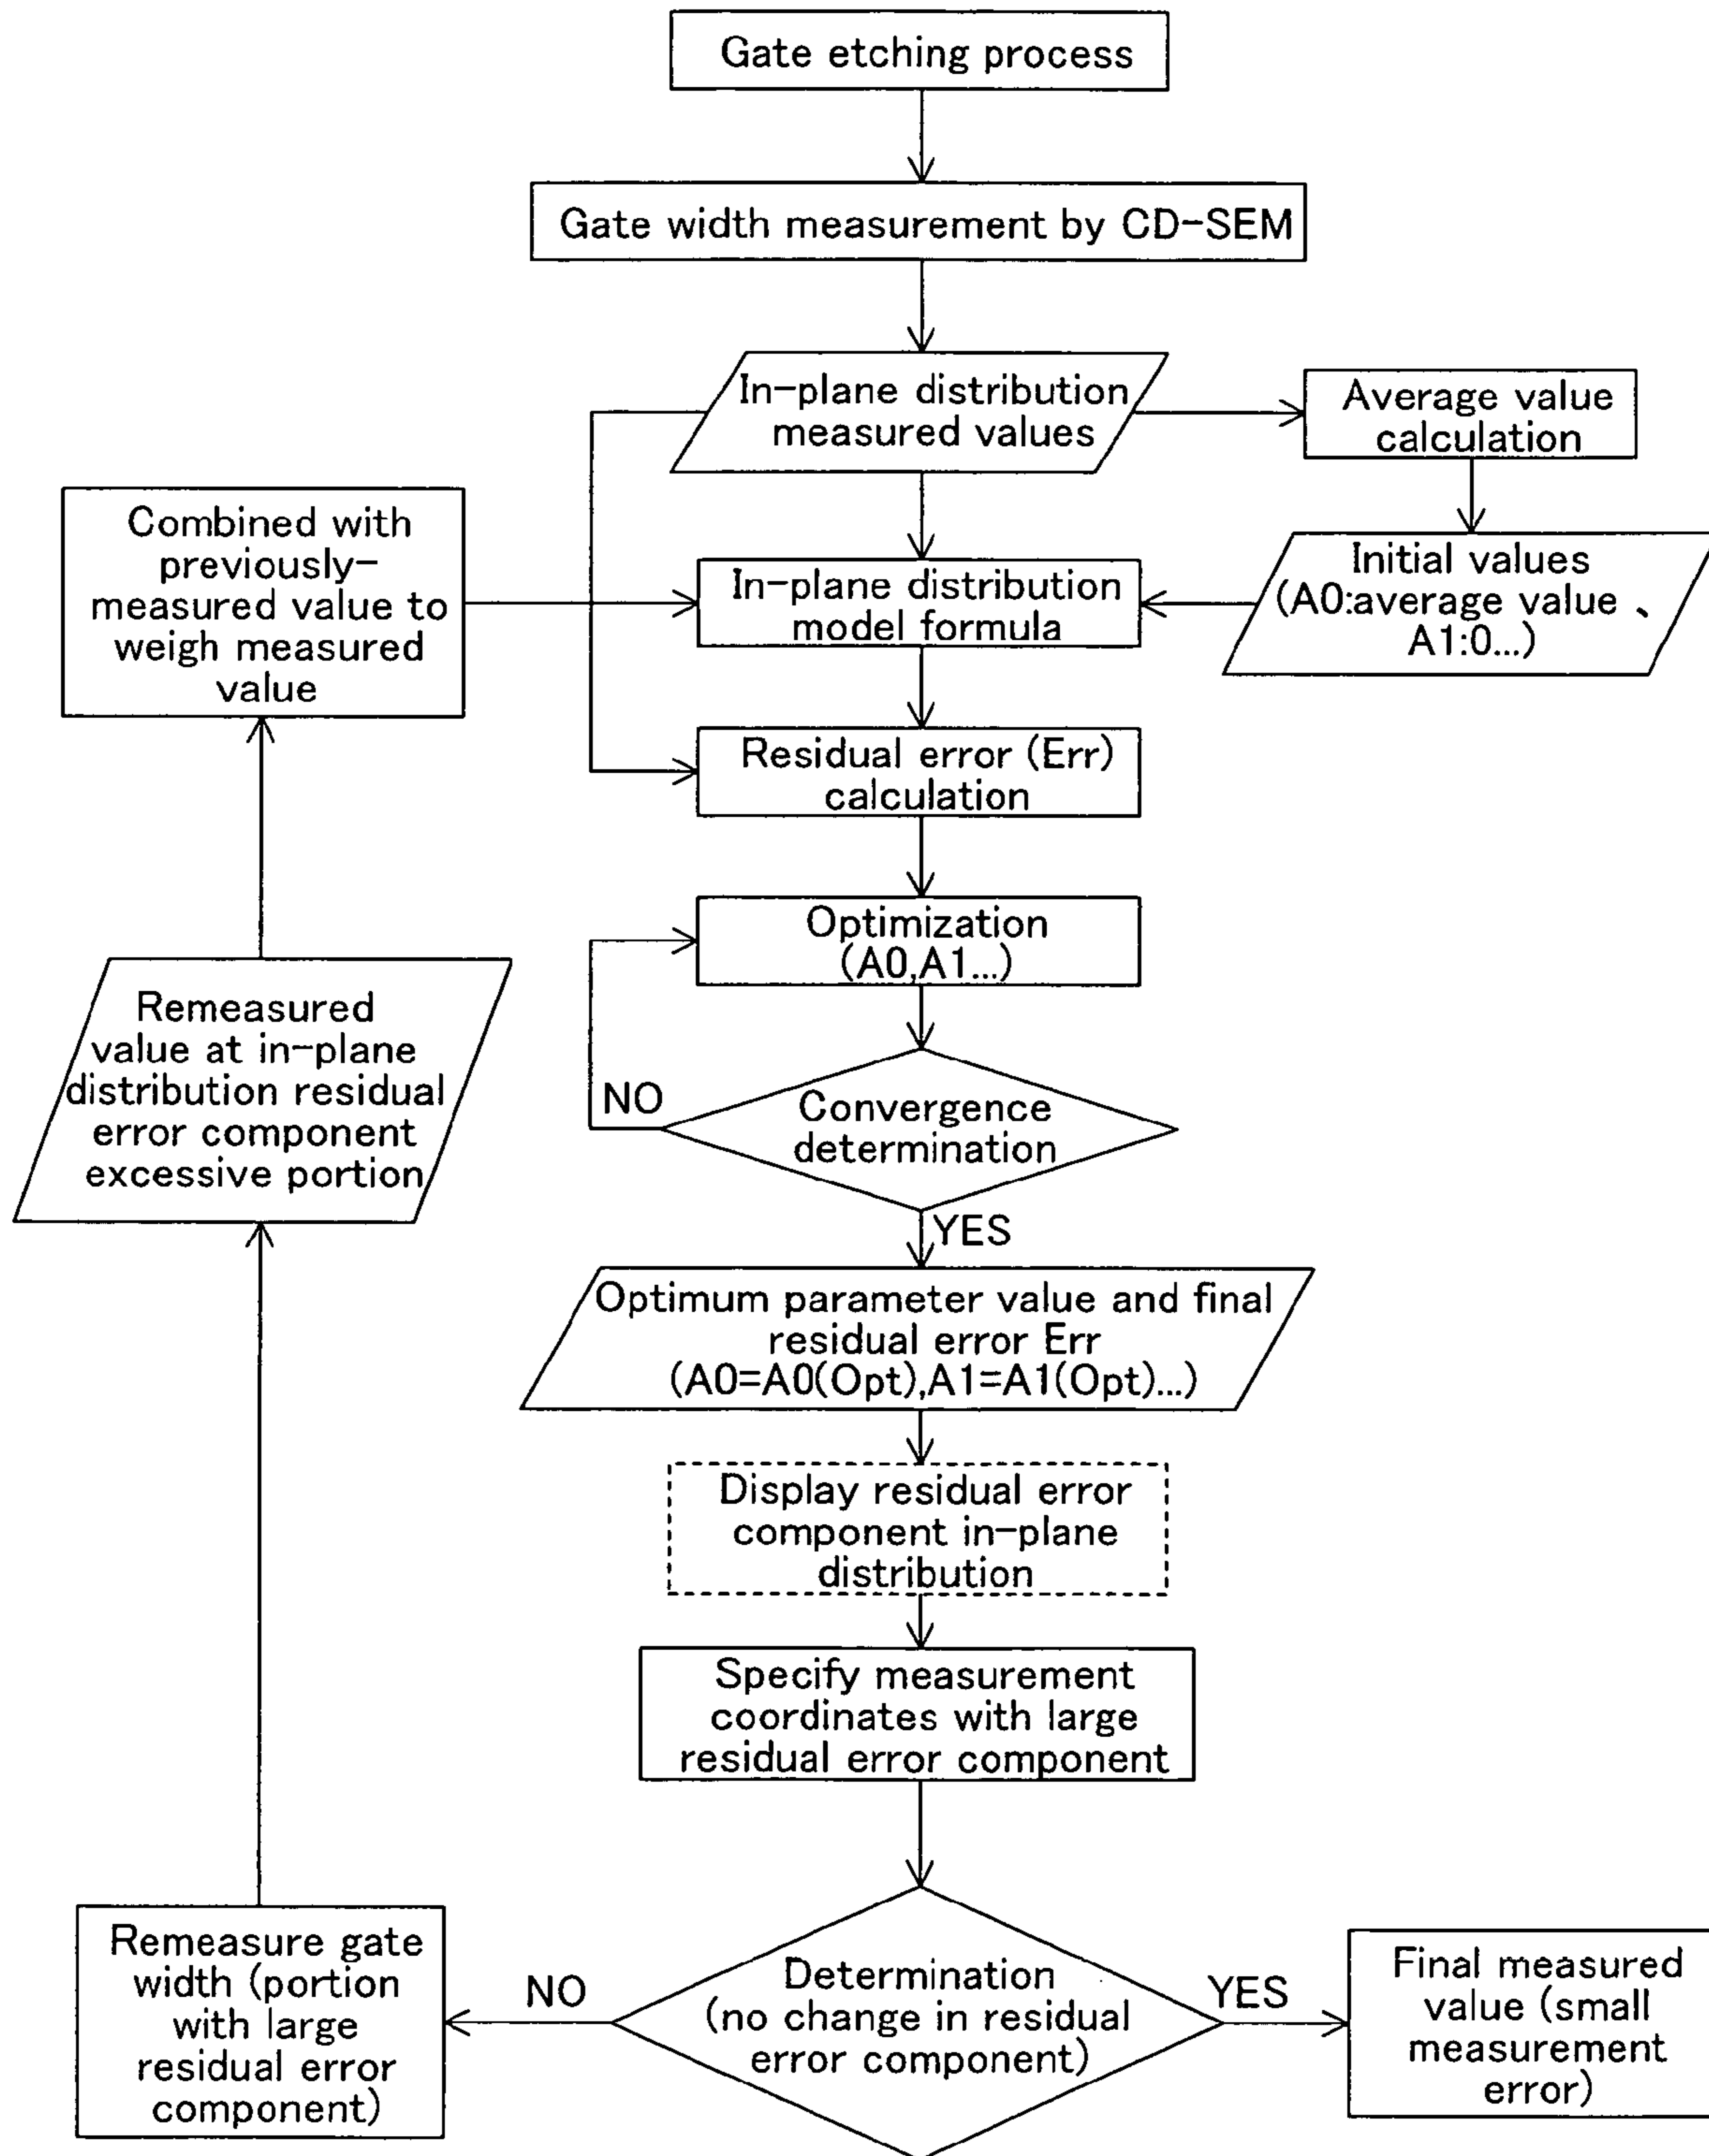 Gate etching process
Gate width measurement by CD-SEM
In-plane distribution
measured values
Average value
calculation
Combined with
previously-
measured value to
weigh measured
value
In-plane distribution
model formula
Initial values
(A0:average value 、
A1:0...)
Residual error (Err)
calculation
Optimization
(A0,A1...)
Remeasured
value at in-plane
distribution residual
error component
excessive portion
NO
Convergence
determination
YES
Optimum parameter value and final
residual error Err
(A0=A0(Opt),A1=A1(Opt)...)
Display residual error
component in-plane
distribution
Specify measurement
coordinates with large
residual error component
Remeasure gate
width (portion
with large
residual error
component)
NO
Determination
(no change in residual
error component)
YES
Final measured
value (small
measurement
error)